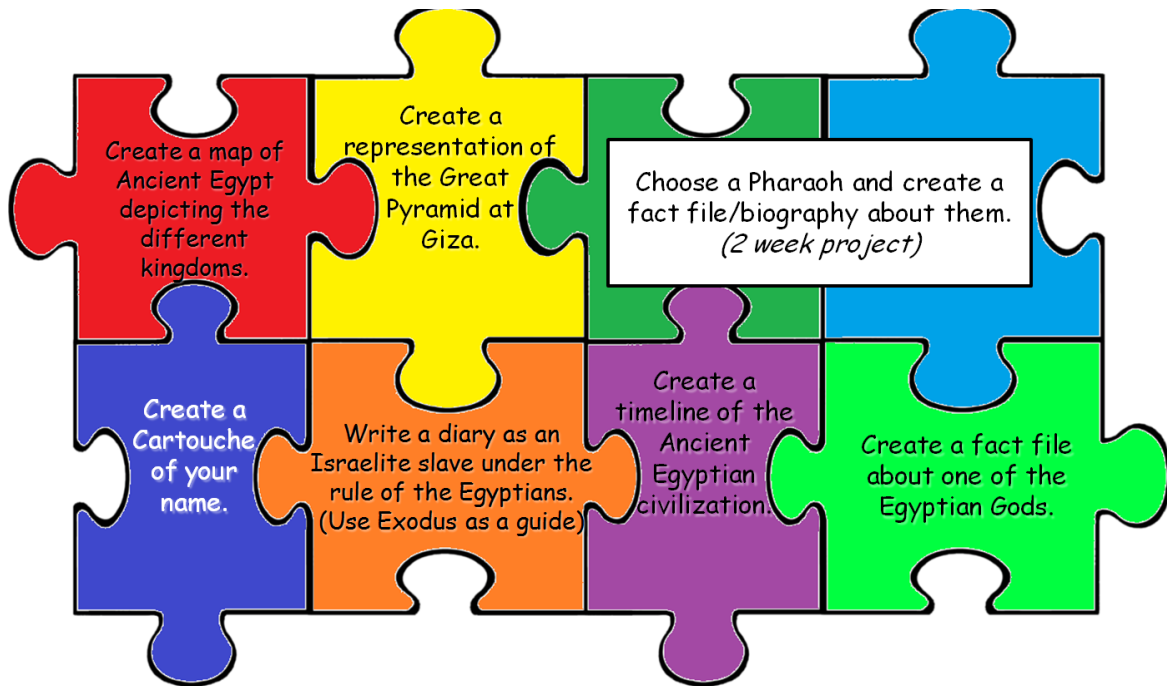 Create a map of
Ancient Egypt
depicting the
different
kingdoms.
Create a
representation of
the Great
Pyramid at
Giza.
Choose a Pharaoh and create a
fact file/biography about them.
(2 week project)
Create a
Cartouche
of your
name.
Write a diary as an
Israelite slave under the
rule of the Egyptians.
(Use Exodus as a guide)
Create a
timeline of the
Ancient
Egyptian
civilization.
Create a fact file
about one of the
Egyptian Gods.